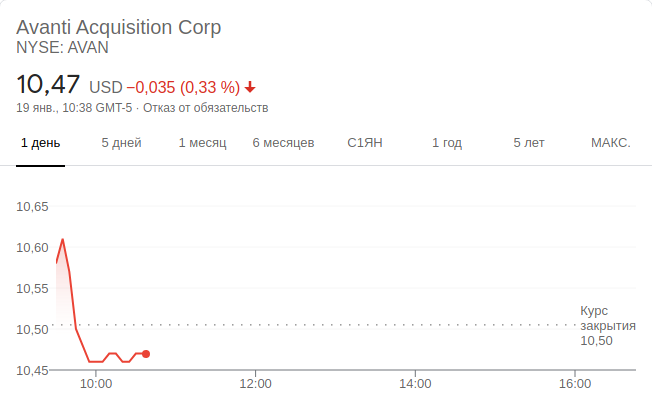 Avanti Acquisition Corp
NYSE: AVAN
10,47 USD −0,035 (0,33 %)
19 янв., 10:38 GMT-5 · Отказ от обязательств
1 день 5 дней 1 месяц 6 месяцев С1ЯН 1 год 5 лет МАКС.
10,65
10,60
10,55
10,50
10,45
Курс
закрытия
10,50
10:00 12:00 14:00 16:00